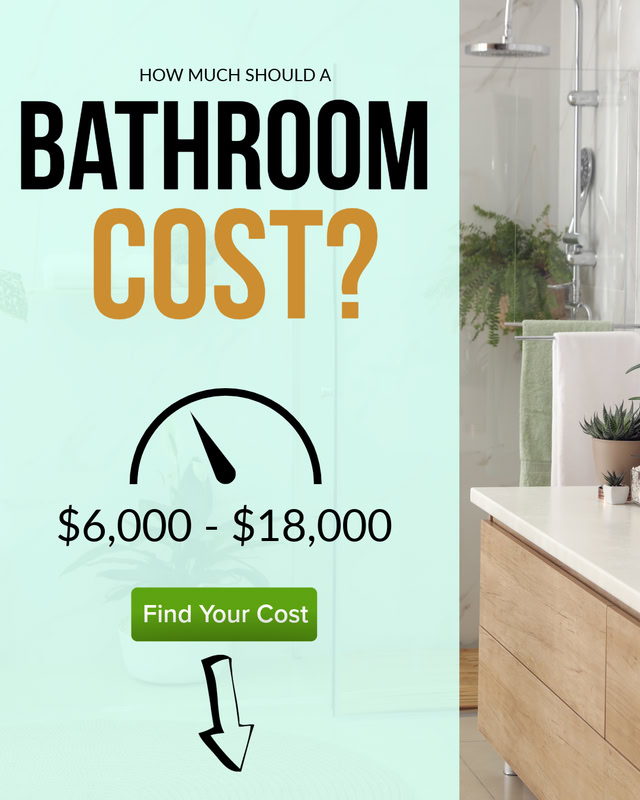 HOW MUCH SHOULD A
BATHROOM
COST?
$6,000 - $18,000
Find Your Cost